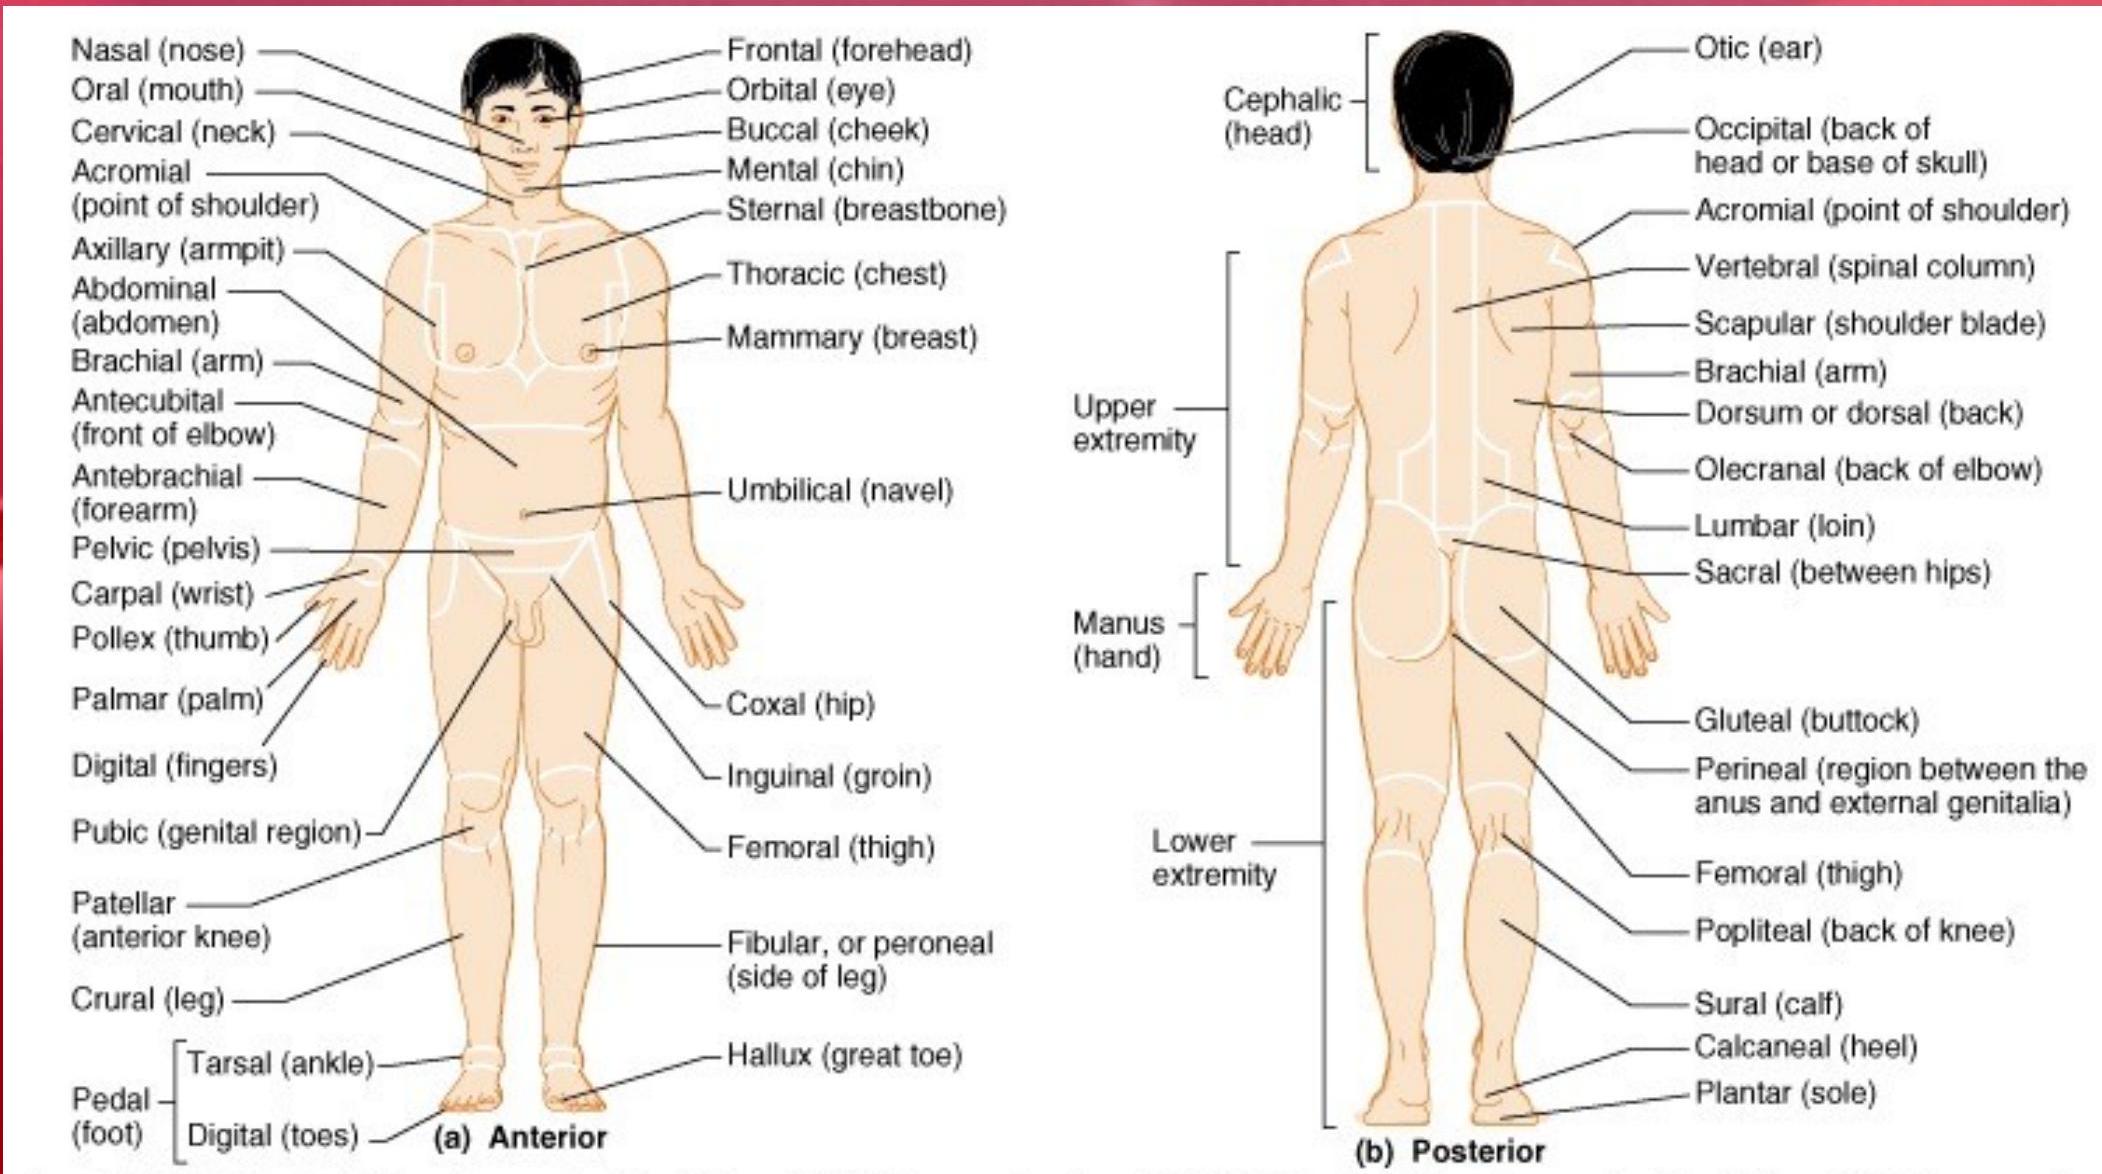 Nasal (nose)
Oral (mouth)
Cervical (neck)
Acromial
(point of shoulder)
Axillary (armpit)
Abdominal
(abdomen)
Brachial (arm)
Antecubital
(front of elbow)
Antebrachial
(forearm)
Pelvic (pelvis)
Carpal (wrist)
Pollex (thumb)
Palmar (palm)
Digital (fingers)
Pubic (genital region)
Patellar
(anterior knee)
Crural (leg)
Pedal
(foot)
Tarsal (ankle)
Digital (toes)
Frontal (forehead)
Orbital (eye)
Buccal (cheek)
Mental (chin)
Sternal (breastbone)
Thoracic (chest)
Mammary (breast)
Umbilical (navel)
Coxal (hip)
Inguinal (groin)
Femoral (thigh)
Fibular, or peroneal
(side of leg)
Hallux (great toe)
(a) Anterior
Cephalic
(head)
Upper
extremity
Manus
(hand)
Lower
extremity
Otic (ear)
Occipital (back of
head or base of skull)
Acromial (point of shoulder)
Vertebral (spinal column)
Scapular (shoulder blade)
Brachial (arm)
Dorsum or dorsal (back)
Olecranal (back of elbow)
Lumbar (loin)
Sacral (between hips)
Gluteal (buttock)
Perineal (region between the
anus and external genitalia)
Femoral (thigh)
Popliteal (back of knee)
Sural (calf)
Calcaneal (heel)
Plantar (sole)
(b) Posterior